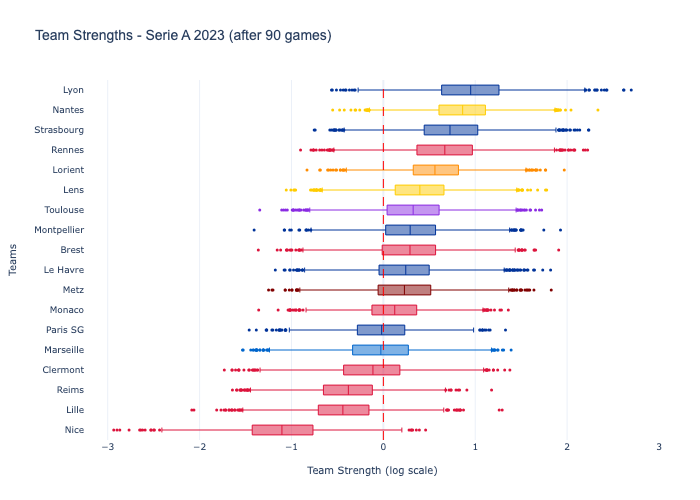 Team Strengths - Serie A 2023 (after 90 games)
Lyon
Nantes
Strasbourg
Rennes
Lorient
Lens
Toulouse
Montpellier
Brest
Le Havre
Metz
Monaco
Paris SG
Marseille
Clermont
Reims
Lille
Nice
Teams
−3 −2 −1 0 1 2 3
Team Strength (log scale)